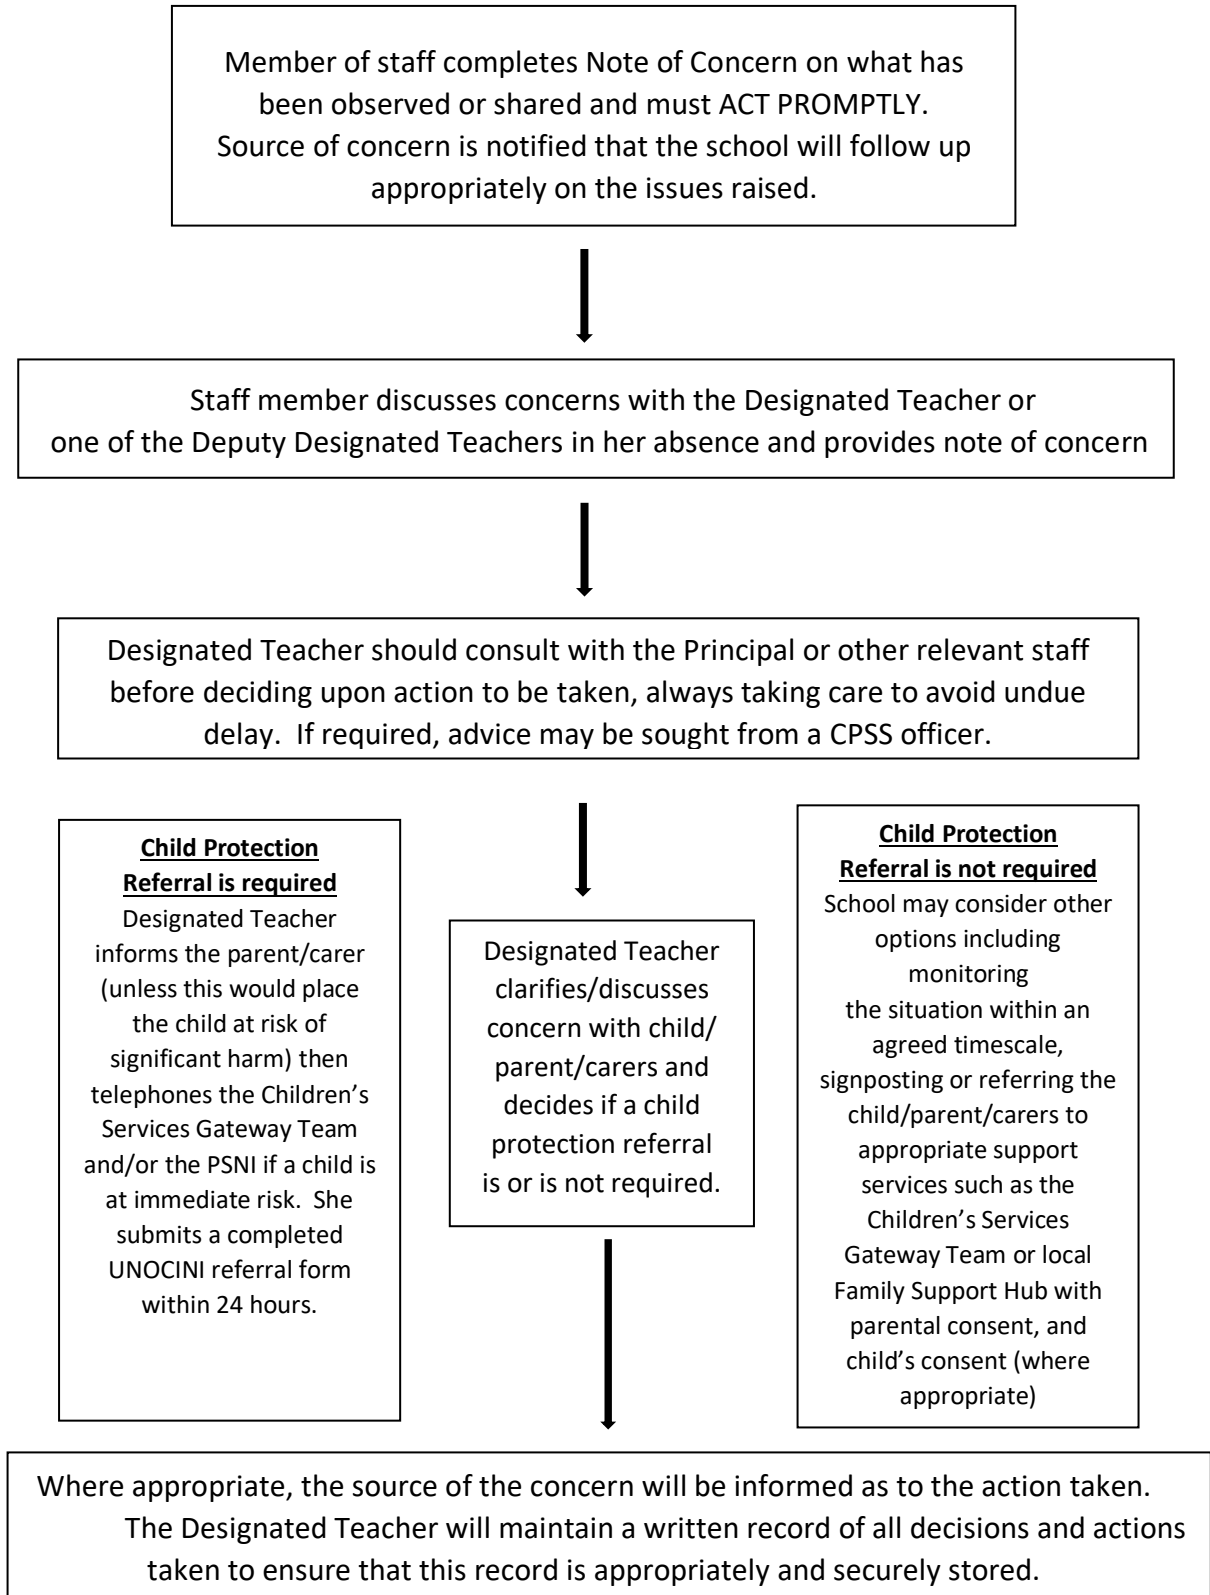 Member of staff completes Note of Concern on what has
been observed or shared and must ACT PROMPTLY.
Source of concern is notified that the school will follow up
appropriately on the issues raised.
Staff member discusses concerns with the Designated Teacher or
one of the Deputy Designated Teachers in her absence and provides note of concern
Designated Teacher should consult with the Principal or other relevant staff
before deciding upon action to be taken, always taking care to avoid undue
delay.  If required, advice may be sought from a CPSS officer.
Child Protection
Referral is required
Designated Teacher
informs the parent/carer
(unless this would place
the child at risk of
significant harm) then
telephones the Children’s
Services Gateway Team
and/or the PSNI if a child is
at immediate risk.  She
submits a completed
UNOCINI referral form
within 24 hours.
Designated Teacher
clarifies/discusses
concern with child/
parent/carers and
decides if a child
protection referral
is or is not required.
Child Protection
Referral is not required
School may consider other
options including
monitoring
the situation within an
agreed timescale,
signposting or referring the
child/parent/carers to
appropriate support
services such as the
Children’s Services
Gateway Team or local
Family Support Hub with
parental consent, and
child’s consent (where
appropriate)
Where appropriate, the source of the concern will be informed as to the action taken.
The Designated Teacher will maintain a written record of all decisions and actions
taken to ensure that this record is appropriately and securely stored.